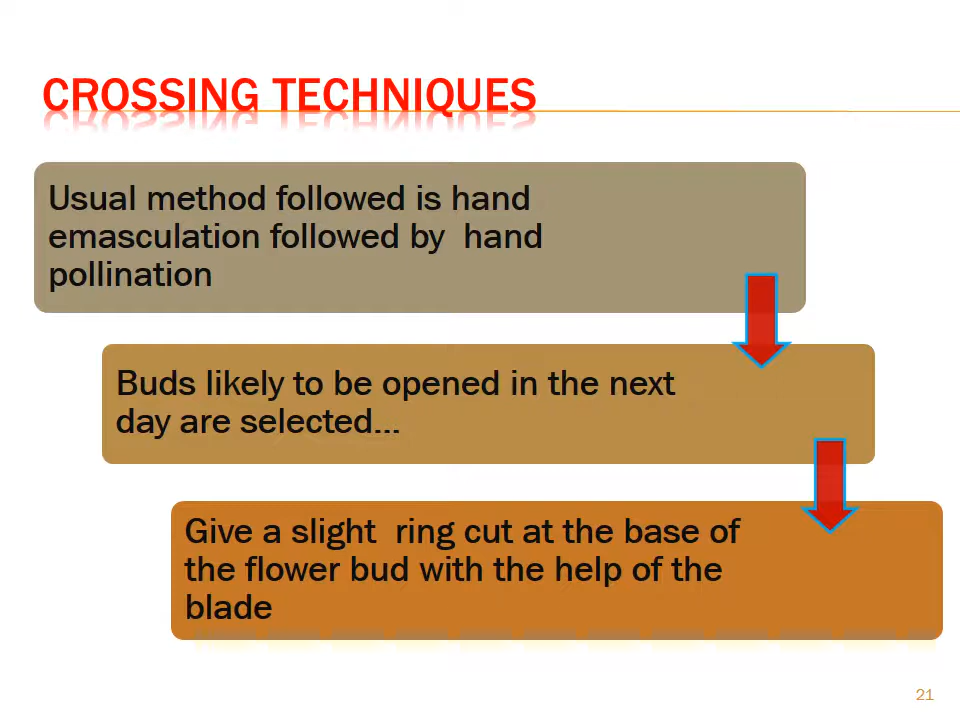 CROSSING TECHNIQUES
Usual method followed is hand
emasculation followed by  hand
pollination
Buds likely to be opened in the next
day are selected...
Give a slight  ring cut at the base of
the flower bud with the help of the
blade
21